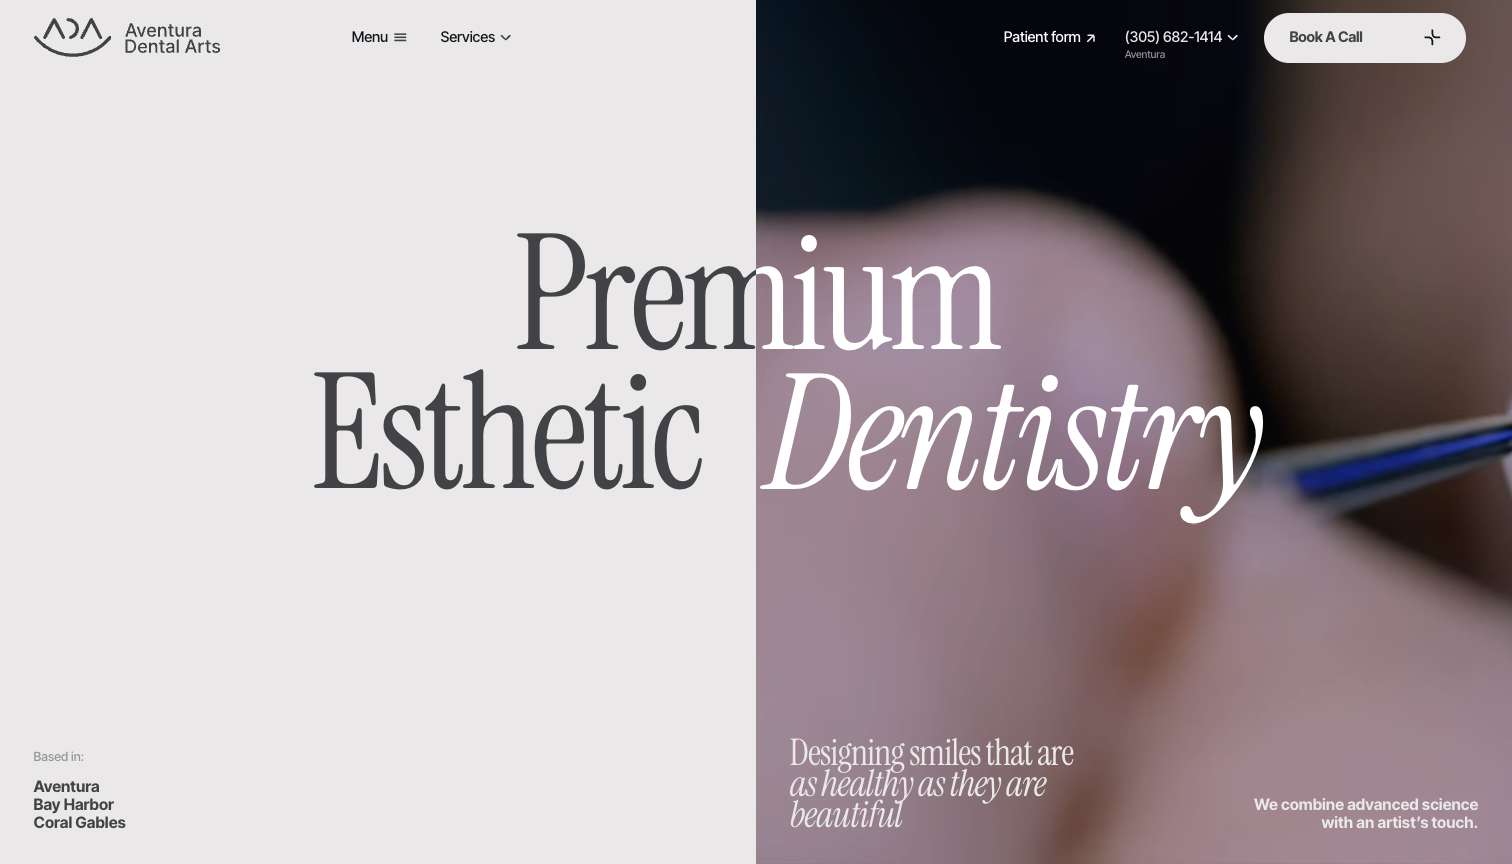 Aventura
Dental Arts
Menu
Services
Patient form
(305) 682-1414
Aventura
Book A Call
Premium
Esthetic Dentistry
Based in:
Aventura
Bay Harbor
Coral Gables
Designing smiles that are
as healthy as they are
beautiful
We combine advanced science
with an artist’s touch.